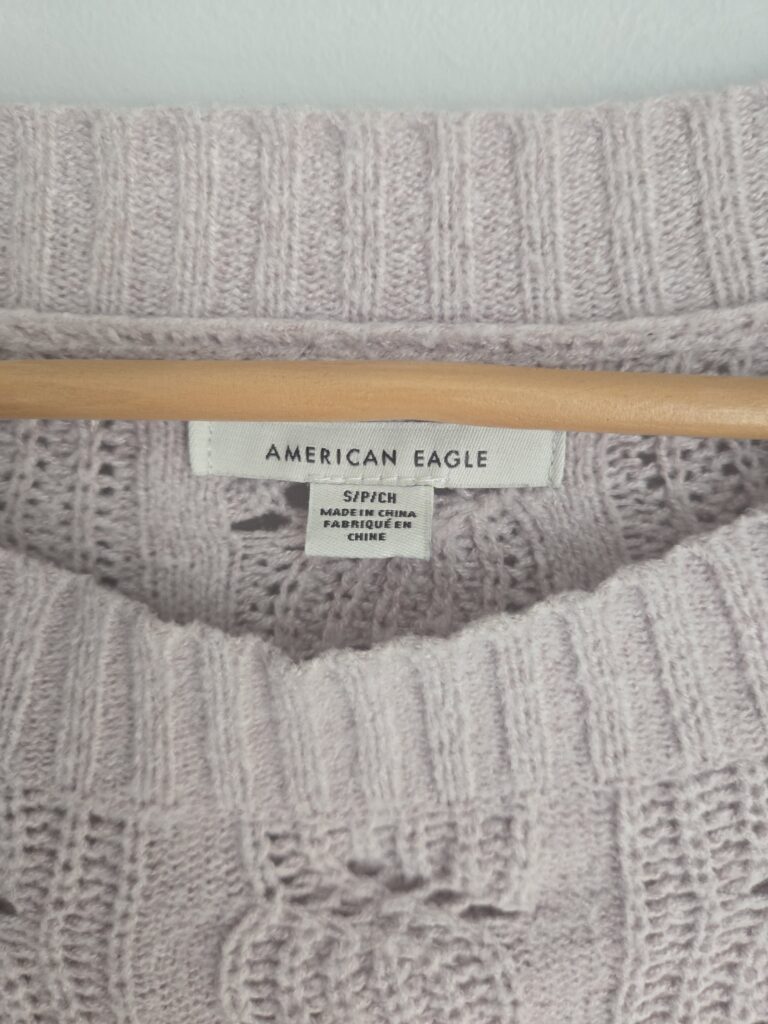 AMERICAN EAGLE
S/P/CH
MADE IN CHINA
FABRIQUÉ EN
CHINE